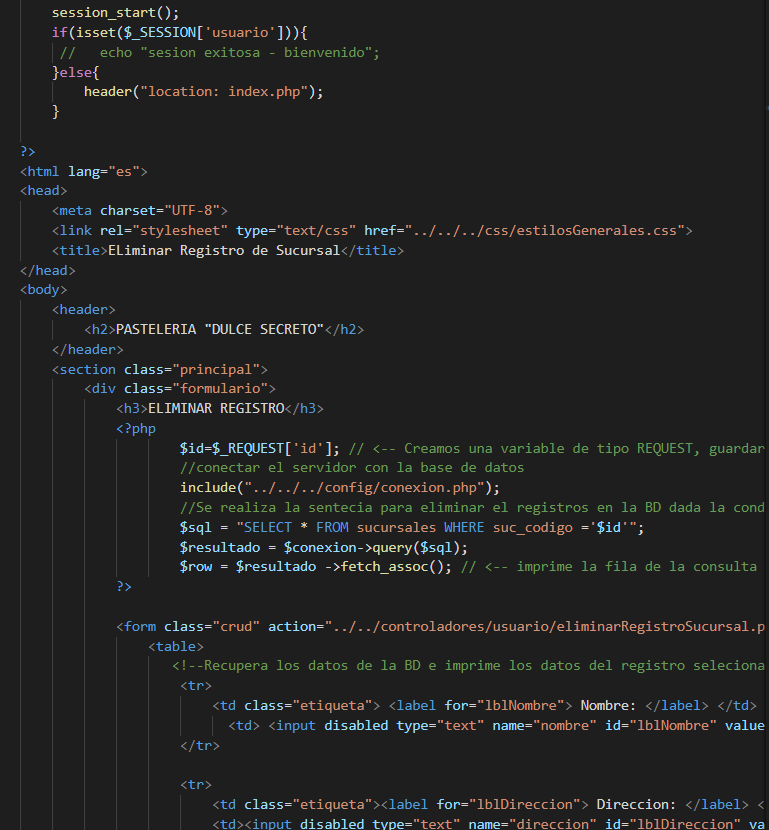 session_start();
if(isset($_SESSION['usuario'])){
//   echo "sesion exitosa - bienvenido";
}else{
header("location: index.php");
}
?>
<html lang="es">
<head>
<meta charset="UTF-8">
<link rel="stylesheet" type="text/css" href="../../../css/estilosGenerales.css">
<title>ELiminar Registro de Sucursal</title>
</head>
<body>
<header>
<h2>PASTELERIA "DULCE SECRETO"</h2>
</header>
<section class="principal">
<div class="formulario">
<h3>ELIMINAR REGISTRO</h3>
<?php
$id=$_REQUEST['id']; // <-- Creamos una variable de tipo REQUEST, guardar
//conectar el servidor con la base de datos
include("../../../config/conexion.php");
//Se realiza la sentecia para eliminar el registros en la BD dada la cond
$sql = "SELECT * FROM sucursales WHERE suc_codigo ='$id'";
$resultado = $conexion->query($sql);
$row = $resultado ->fetch_assoc(); // <-- imprime la fila de la consulta
?>
<form class="crud" action="../../controladores/usuario/eliminarRegistroSucursal.p
<table>
<!--Recupera los datos de la BD e imprime los datos del registro seleciona
<tr>
<td class="etiqueta"> <label for="lblNombre"> Nombre: </label> </td>
<td> <input disabled type="text" name="nombre" id="lblNombre" value
</tr>
<tr>
<td class="etiqueta"><label for="lblDireccion"> Direccion: </label> <
<td><input disabled type="text" name="direccion" id="lblDireccion" va